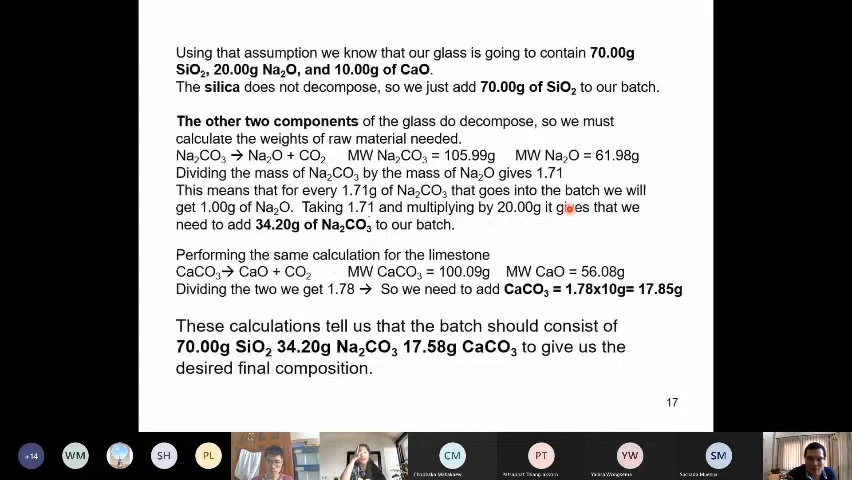 Using that assumption we know that our glass is going to contain 70.00g
SiO₂, 20.00g Na₂O, and 10.00g of CaO.
The silica does not decompose, so we just add 70.00g of SiO₂ to our batch.
The other two components of the glass do decompose, so we must
calculate the weights of raw material needed.
Na₂CO₃ → Na₂O + CO₂ MW Na₂CO₃ = 105.99g MW Na₂O = 61.98g
Dividing the mass of Na₂CO₃ by the mass of Na₂O gives 1.71
This means that for every 1.71g of Na₂CO₃ that goes into the batch we will
get 1.00g of Na₂O. Taking 1.71 and multiplying by 20.00g it gives that we
need to add 34.20g of Na₂CO₃ to our batch.
Performing the same calculation for the limestone
CaCO₃→ CaO + CO₂ MW CaCO₃ = 100.09g MW CaO = 56.08g
Dividing the two we get 1.78 → So we need to add CaCO₃ = 1.78x10g= 17.85g
These calculations tell us that the batch should consist of
70.00g SiO₂ 34.20g Na₂CO₃ 17.58g CaCO₃ to give us the
desired final composition.
17
+14 WM SH PL CM PT YW SM